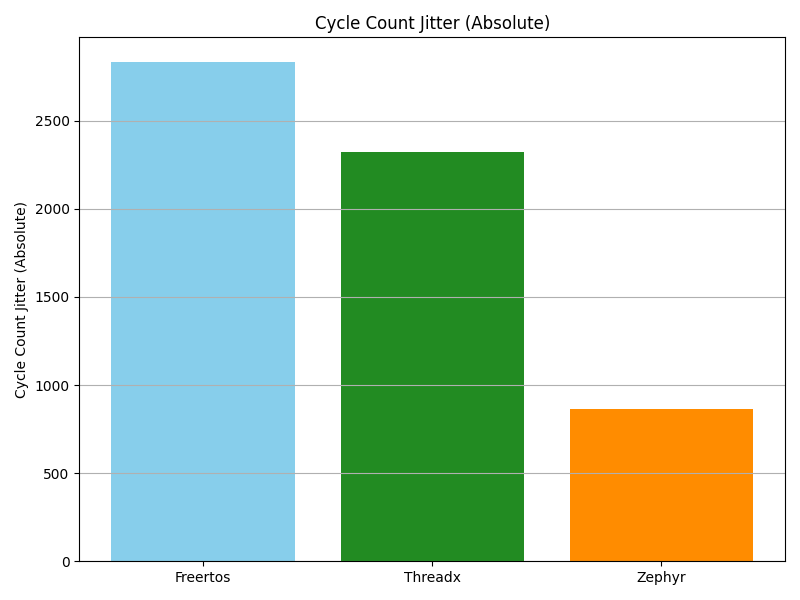 Cycle Count Jitter (Absolute)
Cycle Count Jitter (Absolute)
2500
2000
1500
1000
500
0
Freertos
Threadx
Zephyr